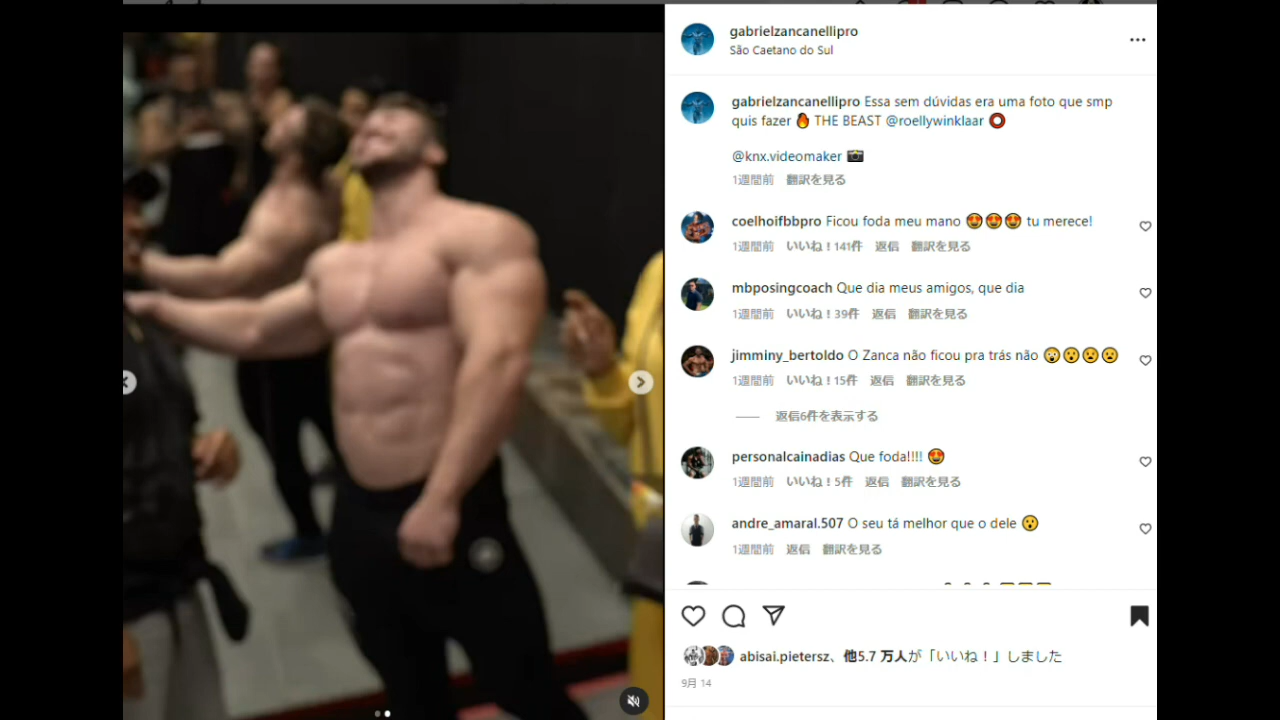 gabrielzancanellipro
São Caetano do Sul
gabrielzancanellipro Essa sem dúvidas era uma foto que smp
quis fazer 🔥 THE BEAST @roellywinklaar ⭕
@knx.videomaker 📸
1週間前 翻訳を見る
coelhoifbbpro Ficou foda meu mano 😍😍😍 tu merece!
1週間前 いいね！141件 返信 翻訳を見る
mbposingcoach Que dia meus amigos, que dia
1週間前 いいね！39件 返信 翻訳を見る
jimminy_bertoldo O Zanca não ficou pra trás não 😲😯😧😦
1週間前 いいね！15件 返信 翻訳を見る
返信6件を表示する
personalcainadias Que foda!!!! 😍
1週間前 いいね！5件 返信 翻訳を見る
andre_amaral.507 O seu tá melhor que o dele 😮
1週間前 返信 翻訳を見る
abisai.pietersz、他5.7 万人が「いいね！」しました
9月 14